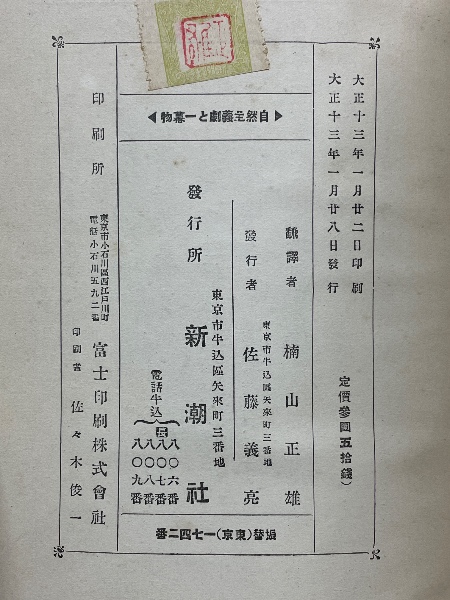 大正十三年一月廿二日印刷
大正十三年一月廿八日發行
定價參圓五拾錢
◀自然主義劇と一幕物▶
飜譯者 楠山正雄
東京市牛込區矢來町三番地
發行者 佐藤義亮
東京市牛込區矢來町三番地
發行所 新潮社
電話牛込
長
八〇六番
八〇七番
八〇八番
八〇九番
振替(東京)一七四二番
印刷所
東京市小石川區西江戸川町
電話小石川五九二番
富士印刷株式會社
印刷者 佐々木俊一